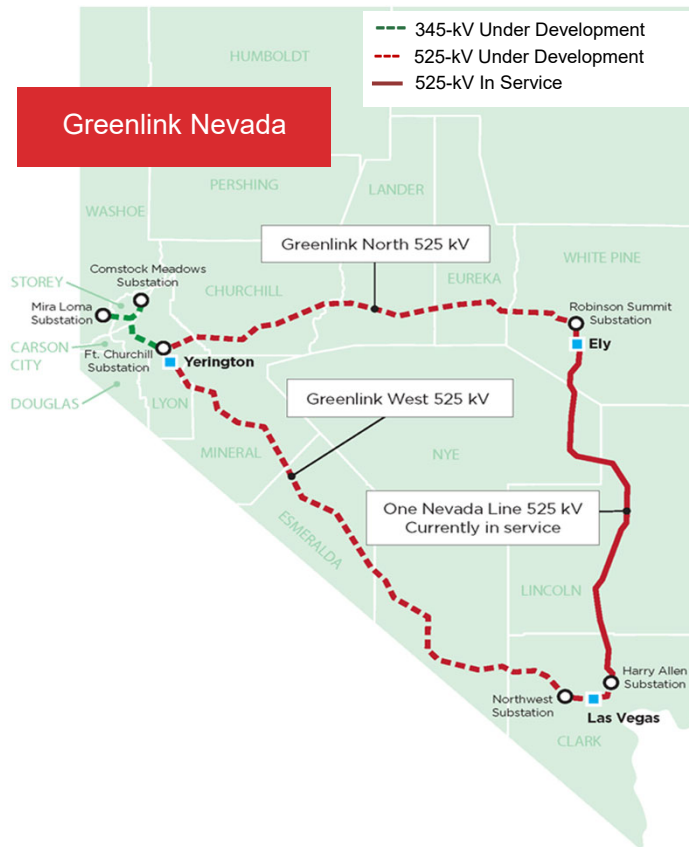 345-kV Under Development
525-kV Under Development
525-kV In Service
Greenlink Nevada
HUMBOLDT
PERSHING
LANDER
WASHOE
Greenlink North 525 kV
WHITE PINE
EUREKA
CHURCHILL
STOREY
Comstock Meadows
Substation
Mira Loma
Substation
Robinson Summit
Substation
CARSON
CITY
Ft. Churchill
Substation
Yerington
Ely
DOUGLAS
LYON
Greenlink West 525 kV
MINERAL
NYE
One Nevada Line 525 kV
Currently in service
ESMERALDA
LINCOLN
Harry Allen
Substation
Northwest
Substation
Las Vegas
CLARK